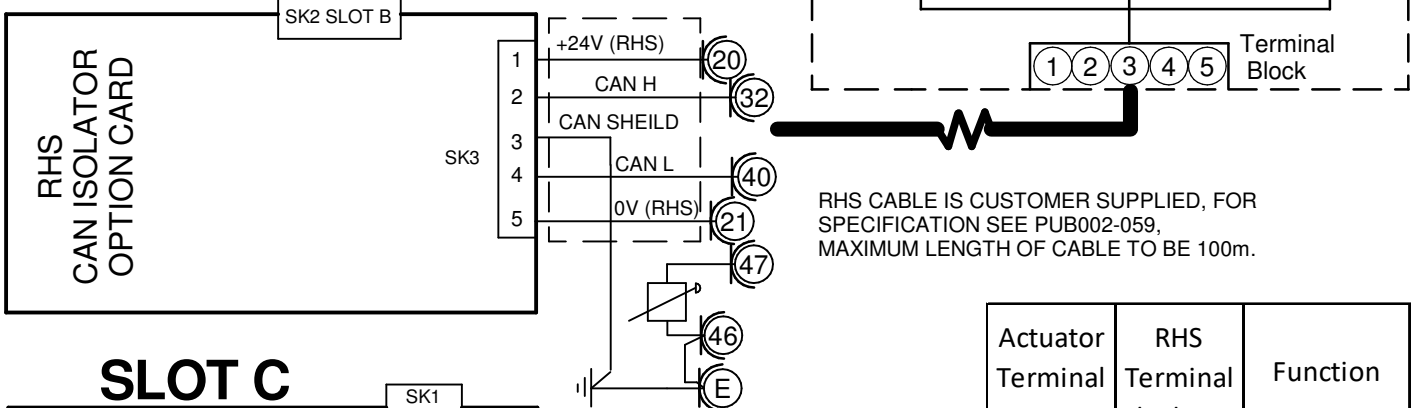 SK2 SLOT B
RHS
CAN ISOLATOR
OPTION CARD
SK3
1
2
3
4
5
+24V (RHS)
CAN H
CAN SHEILD
CAN L
0V (RHS)
20
32
40
21
47
46
E
1 2 3 4 5
Terminal
Block
RHS CABLE IS CUSTOMER SUPPLIED, FOR
SPECIFICATION SEE PUB002-059,
MAXIMUM LENGTH OF CABLE TO BE 100m.
SLOT C
SK1
Actuator
Terminal
RHS
Terminal
Function